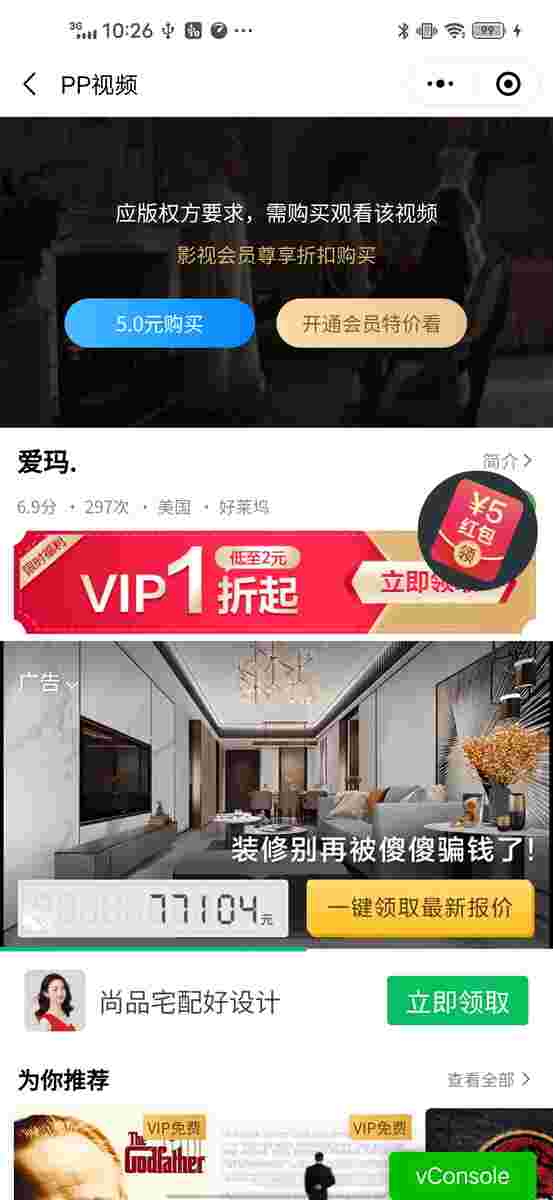 3G 10:26 99
PP视频
应版权方要求，需购买观看该视频
影视会员尊享折扣购买
5.0元购买
开通会员特价看
爱玛.
简介
6.9分 · 297次 · 美国 · 好莱坞
¥5
红包
领
限时福利
VIP1折起
低至2元
立即领取
广告
装修别再被傻傻骗钱了!
77104元
一键领取最新报价
尚品宅配好设计
立即领取
为你推荐
查看全部
VIP免费
VIP免费
The
Godfather
vConsole